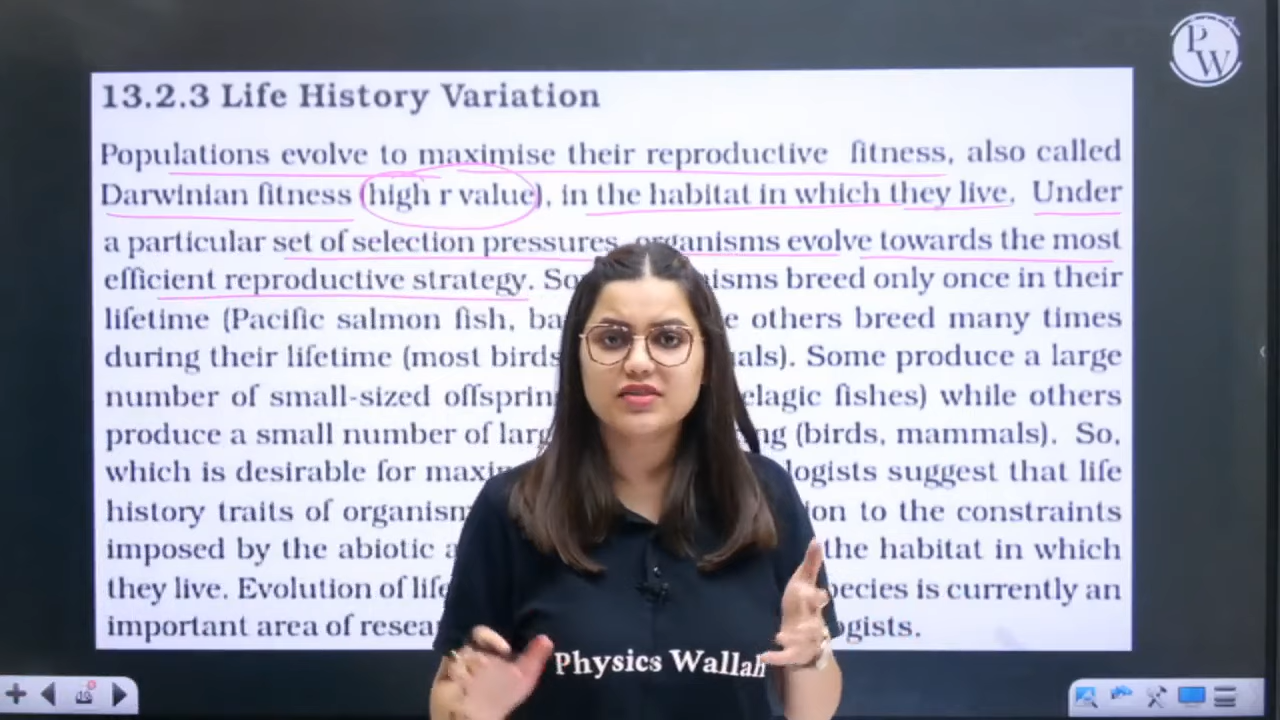 PW
13.2.3 Life History Variation
Populations evolve to maximise their reproductive fitness, also called
Darwinian fitness (high r value), in the habitat in which they live. Under
a particular set of selection pressures, organisms evolve towards the most
efficient reproductive strategy. So isms breed only once in their
lifetime (Pacific salmon fish, ba e others breed many times
during their lifetime (most birds als). Some produce a large
number of small-sized offspring elagic fishes) while others
produce a small number of larg ng (birds, mammals). So,
which is desirable for maxim logists suggest that life
history traits of organism ion to the constraints
imposed by the abiotic a the habitat in which
they live. Evolution of life pecies is currently an
important area of resear ogists.
Physics Wallah